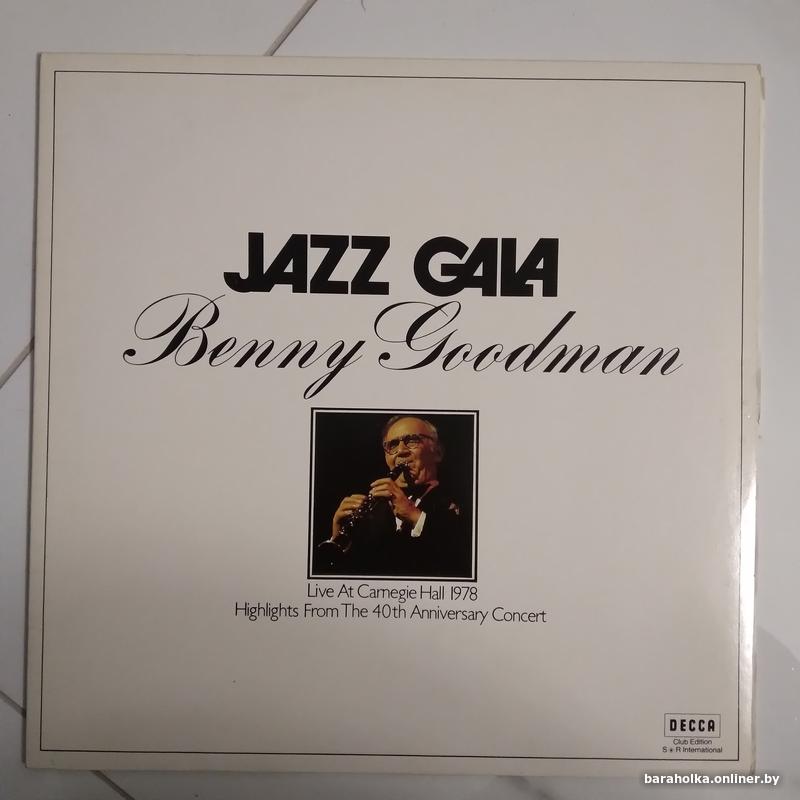 JAZZ GALA
Benny Goodman
Live At Carnegie Hall 1978
Highlights From The 40th Anniversary Concert
DECCA
Club Edition
S ✶ R International
baraholka.onliner.by